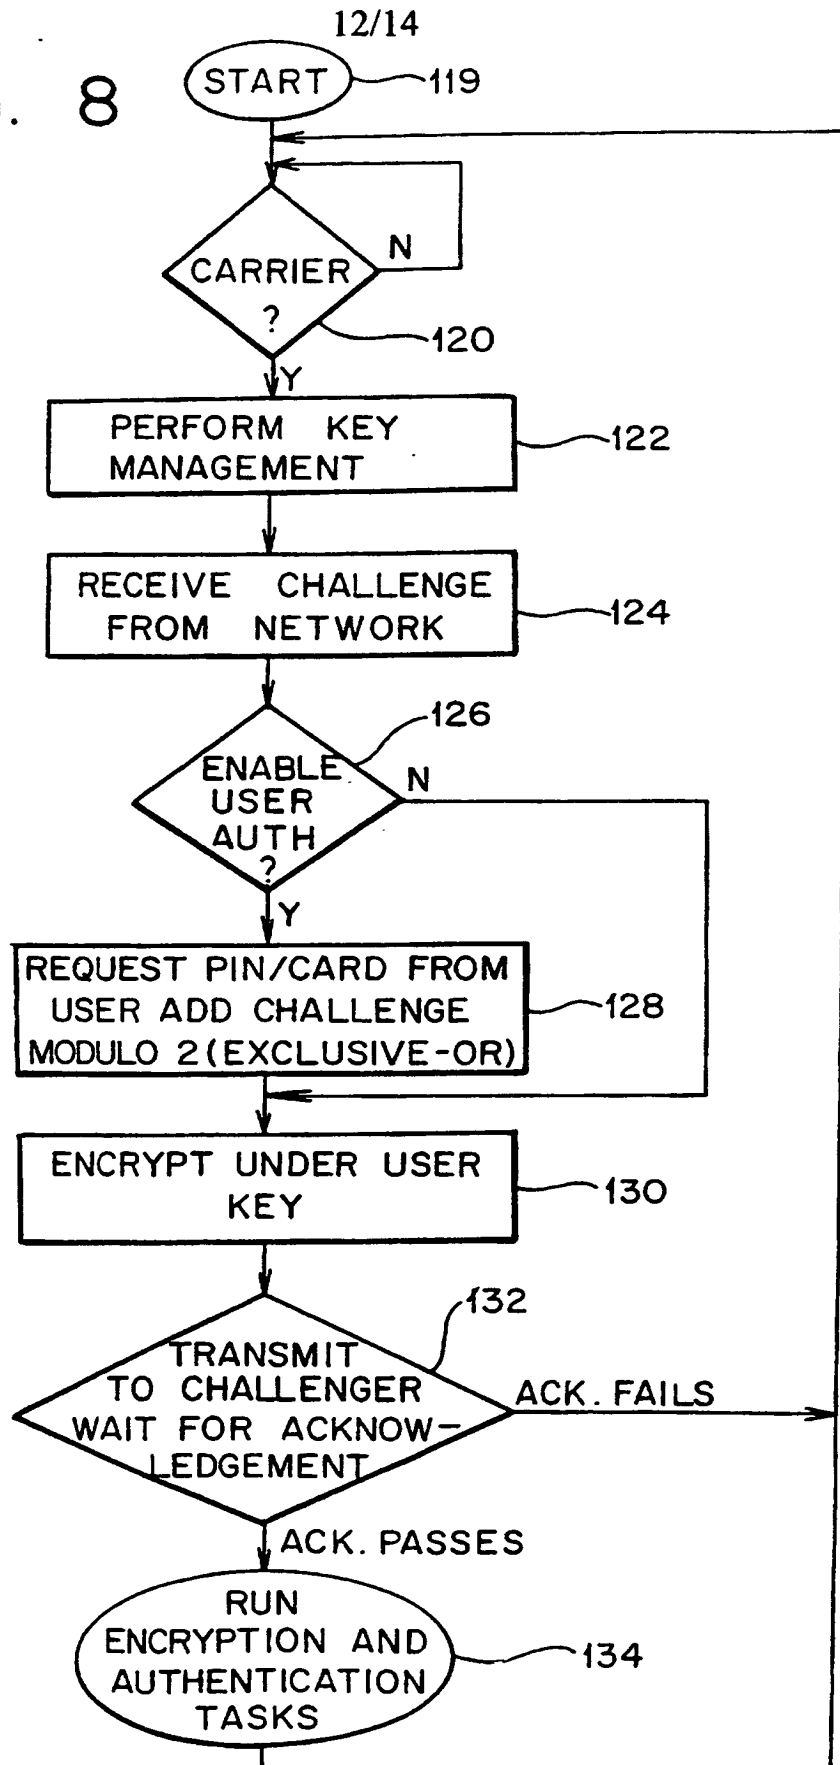 12/14
. 8
START
119
CARRIER
?
N
120
Y
PERFORM KEY
MANAGEMENT
122
RECEIVE CHALLENGE
FROM NETWORK
124
126
ENABLE
USER
AUTH
?
N
Y
REQUEST PIN/CARD FROM
USER ADD CHALLENGE
MODULO 2 (EXCLUSIVE-OR)
128
ENCRYPT UNDER USER
KEY
130
132
TRANSMIT
TO CHALLENGER
WAIT FOR ACKNOW-
LEDGEMENT
ACK. FAILS
ACK. PASSES
RUN
ENCRYPTION AND
AUTHENTICATION
TASKS
134